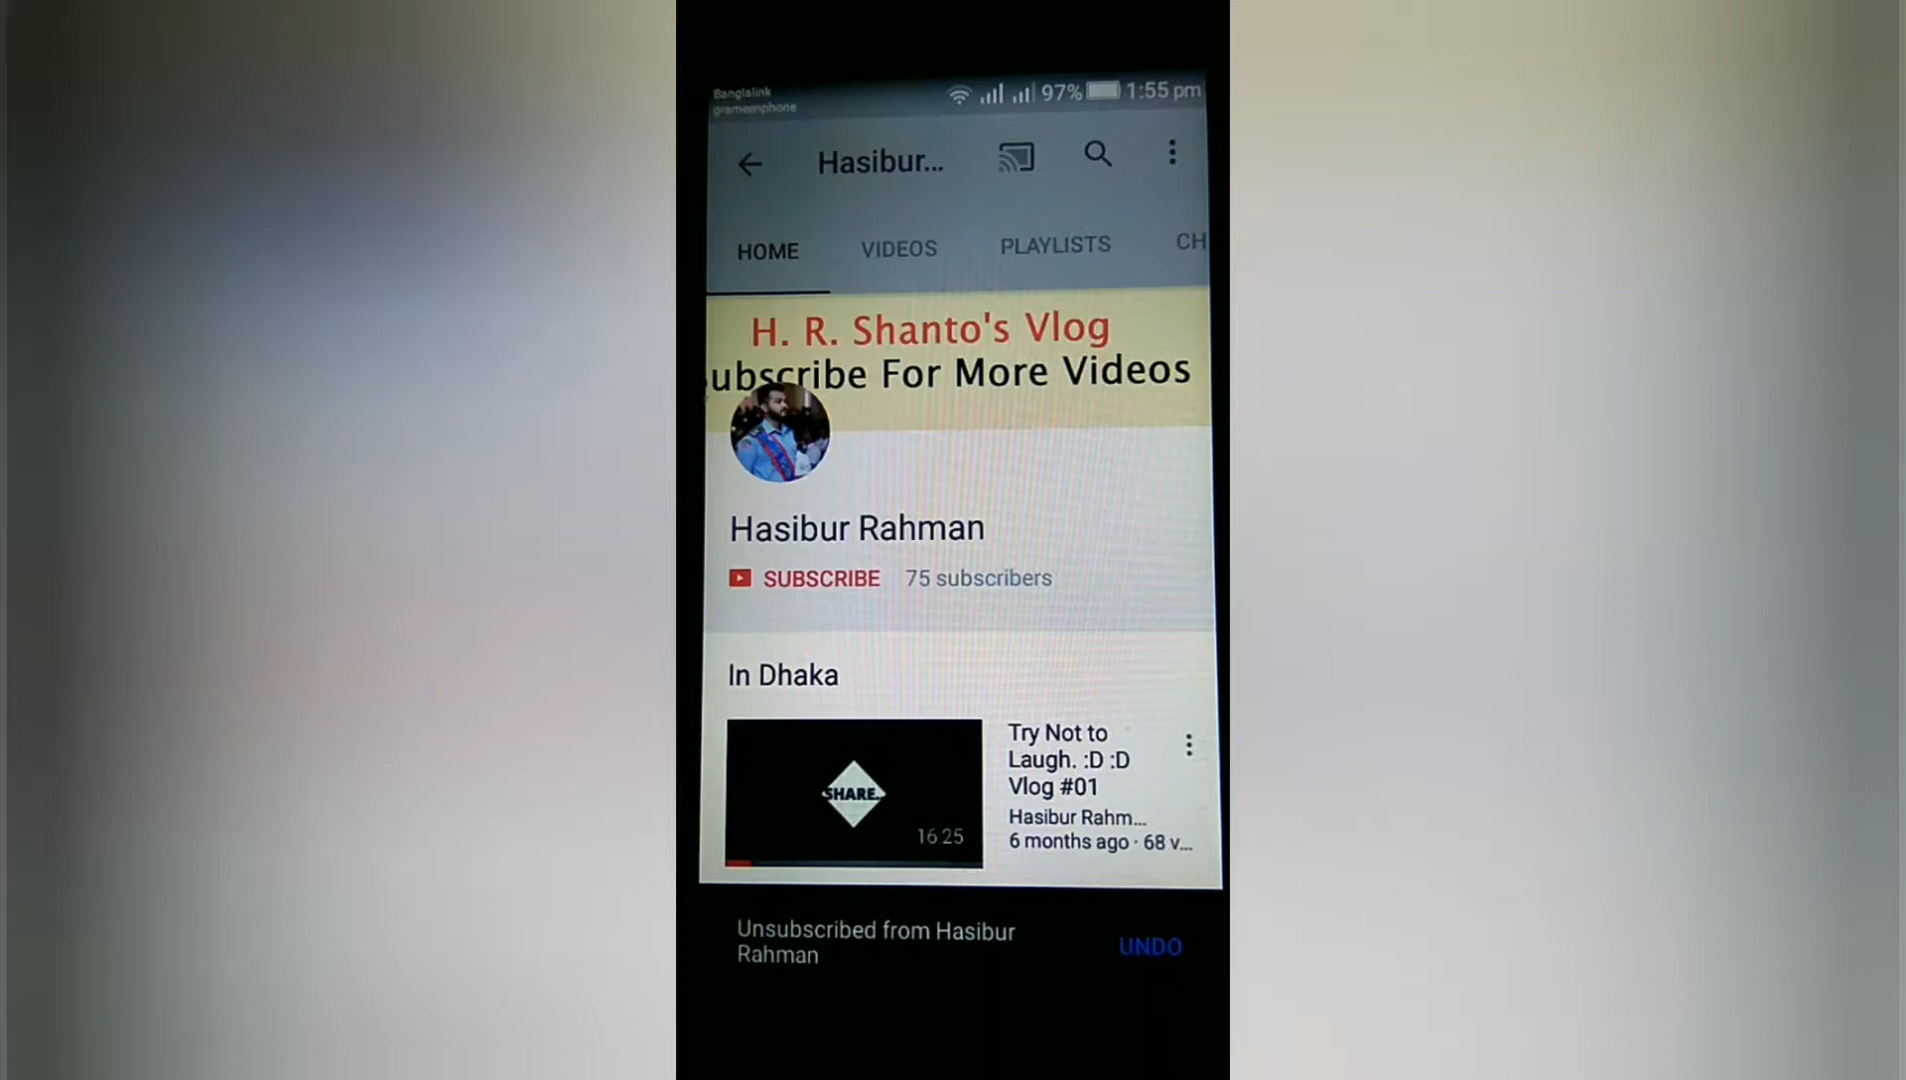 Banglalink
grameenphone
97% 1:55 pm
Hasibur...
HOME VIDEOS PLAYLISTS CH
H. R. Shanto's Vlog
ubscribe For More Videos
Hasibur Rahman
SUBSCRIBE 75 subscribers
In Dhaka
SHARE.
16:25
Try Not to
Laugh. :D :D
Vlog #01
Hasibur Rahm...
6 months ago · 68 v...
Unsubscribed from Hasibur
Rahman
UNDO